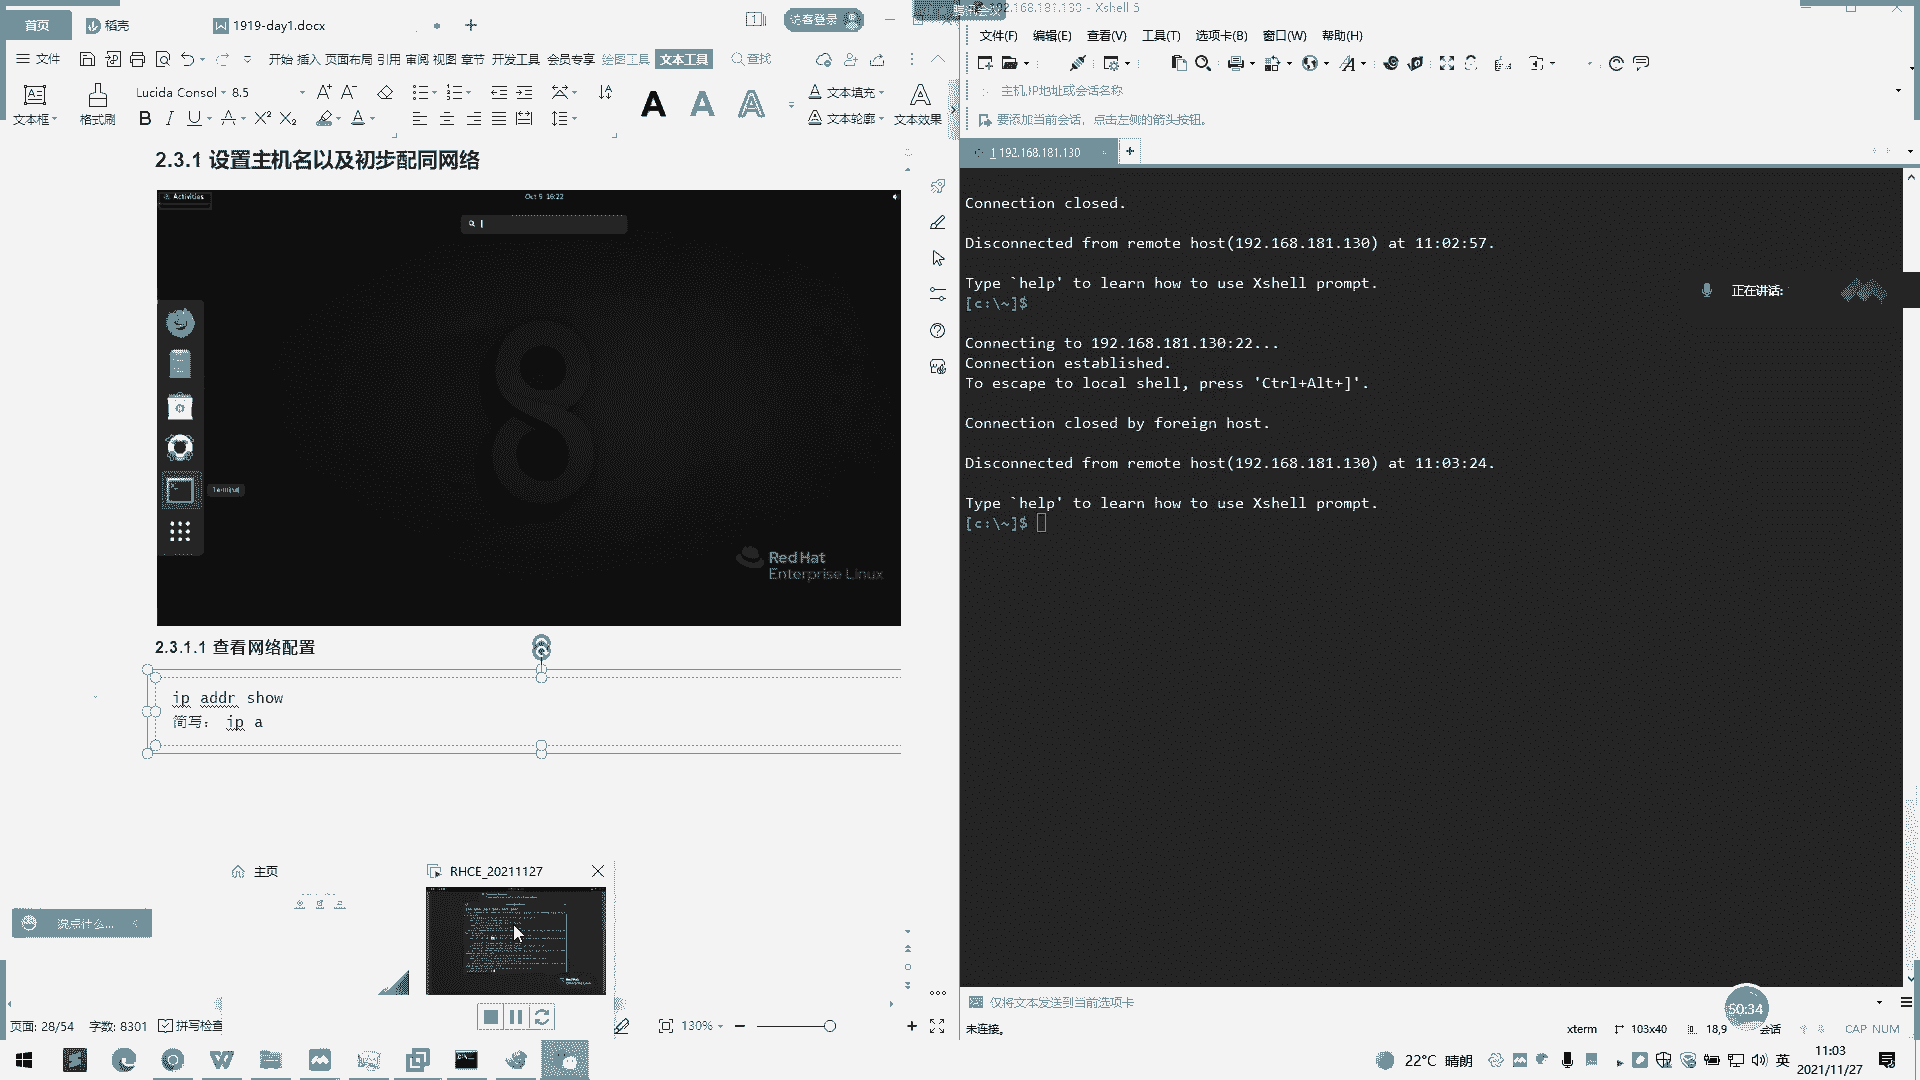 首页
稻壳
1919-day1.docx
访客登录
文件
开始 插入 页面布局 引用 审阅 视图 章节 开发工具 会员专享 绘图工具 文本工具 查找
文本框
格式刷
Lucida Consol 8.5
文本填充
文本轮廓
文本效果
2.3.1 设置主机名以及初步配同网络
Activities
Oct 9 16:22
Terminal
Red Hat
Enterprise Linux
2.3.1.1 查看网络配置
ip addr show
简写： ip a
主页
RHCE_20211127
说点什么...
页面: 28/54 字数: 8301 拼写检查
130%
腾讯会议
192.168.181.130 - Xshell 6
文件(F) 编辑(E) 查看(V) 工具(T) 选项卡(B) 窗口(W) 帮助(H)
主机,IP地址或会话名称
要添加当前会话，点击左侧的箭头按钮。
1 192.168.181.130
Connection closed.
Disconnected from remote host(192.168.181.130) at 11:02:57.
Type `help' to learn how to use Xshell prompt.
[c:\~]$
Connecting to 192.168.181.130:22...
Connection established.
To escape to local shell, press 'Ctrl+Alt+]'.
Connection closed by foreign host.
Disconnected from remote host(192.168.181.130) at 11:03:24.
Type `help' to learn how to use Xshell prompt.
[c:\~]$
正在讲话:
仅将文本发送到当前选项卡
50:34
未连接。
xterm
103x40
18,9
会话
CAP NUM
22°C 晴朗
英
11:03
2021/11/27